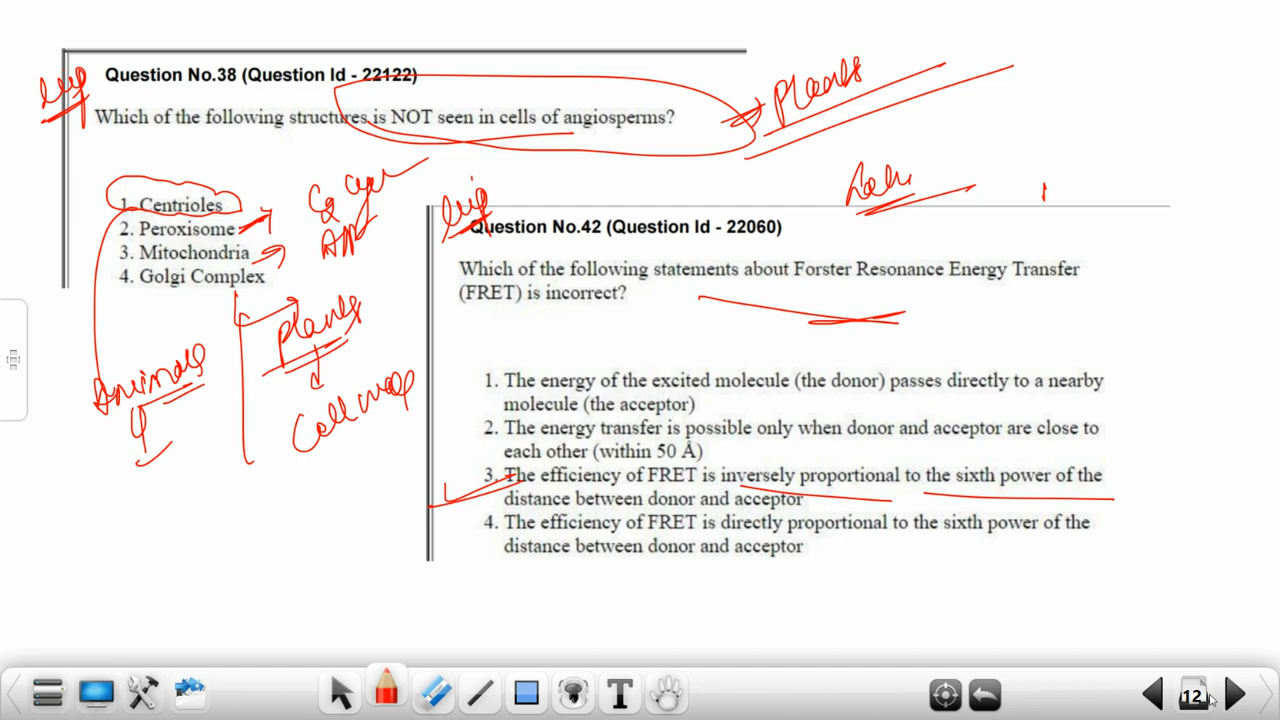 Question No.38 (Question Id - 22122)
Which of the following structures is NOT seen in cells of angiosperms?
Plants
1. Centrioles
2. Peroxisome
3. Mitochondria
4. Golgi Complex
Animals
Plants
Cell wall
Question No.42 (Question Id - 22060)
Which of the following statements about Forster Resonance Energy Transfer
(FRET) is incorrect?
1. The energy of the excited molecule (the donor) passes directly to a nearby
molecule (the acceptor)
2. The energy transfer is possible only when donor and acceptor are close to
each other (within 50 Å)
3. The efficiency of FRET is inversely proportional to the sixth power of the
distance between donor and acceptor
4. The efficiency of FRET is directly proportional to the sixth power of the
distance between donor and acceptor
12